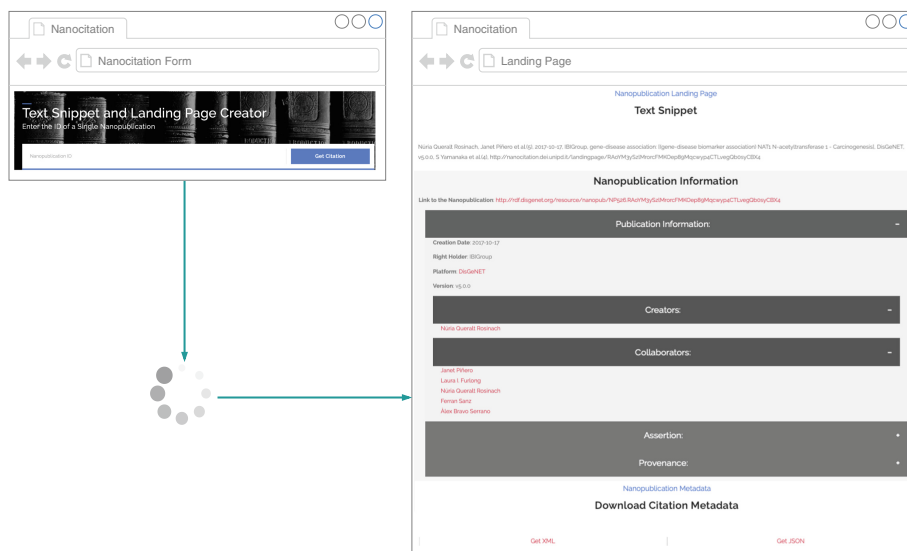 Nanocitation
Nanocitation Form
Text Snippet and Landing Page Creator
Enter the ID of a Single Nanopublication
Nanopublication ID
Get Citation
Nanocitation
Landing Page
Nanopublication Landing Page
Text Snippet
Núria Queralt Rosinach, Janet Piñero et al.(5). 2017-10-17. IBIGroup. gene-disease association [(gene-disease biomarker association) NAT1 N-acetyltransferase 1 - Carcinogenesis], DisGeNET,
Nanopublication Information
Link to the Nanopublication:
Publication Information: -
Creation Date: 2017-10-17
Right Holder: IBIGroup
Platform: DisGeNET
Version: v5.0.0
Creators: -
Núria Queralt Rosinach
Collaborators: -
Janet Piñero
Laura I. Furlong
Núria Queralt Rosinach
Ferran Sanz
Àlex Bravo Serrano
Assertion: +
Provenance: +
Nanopublication Metadata
Download Citation Metadata
Get XML
Get JSON